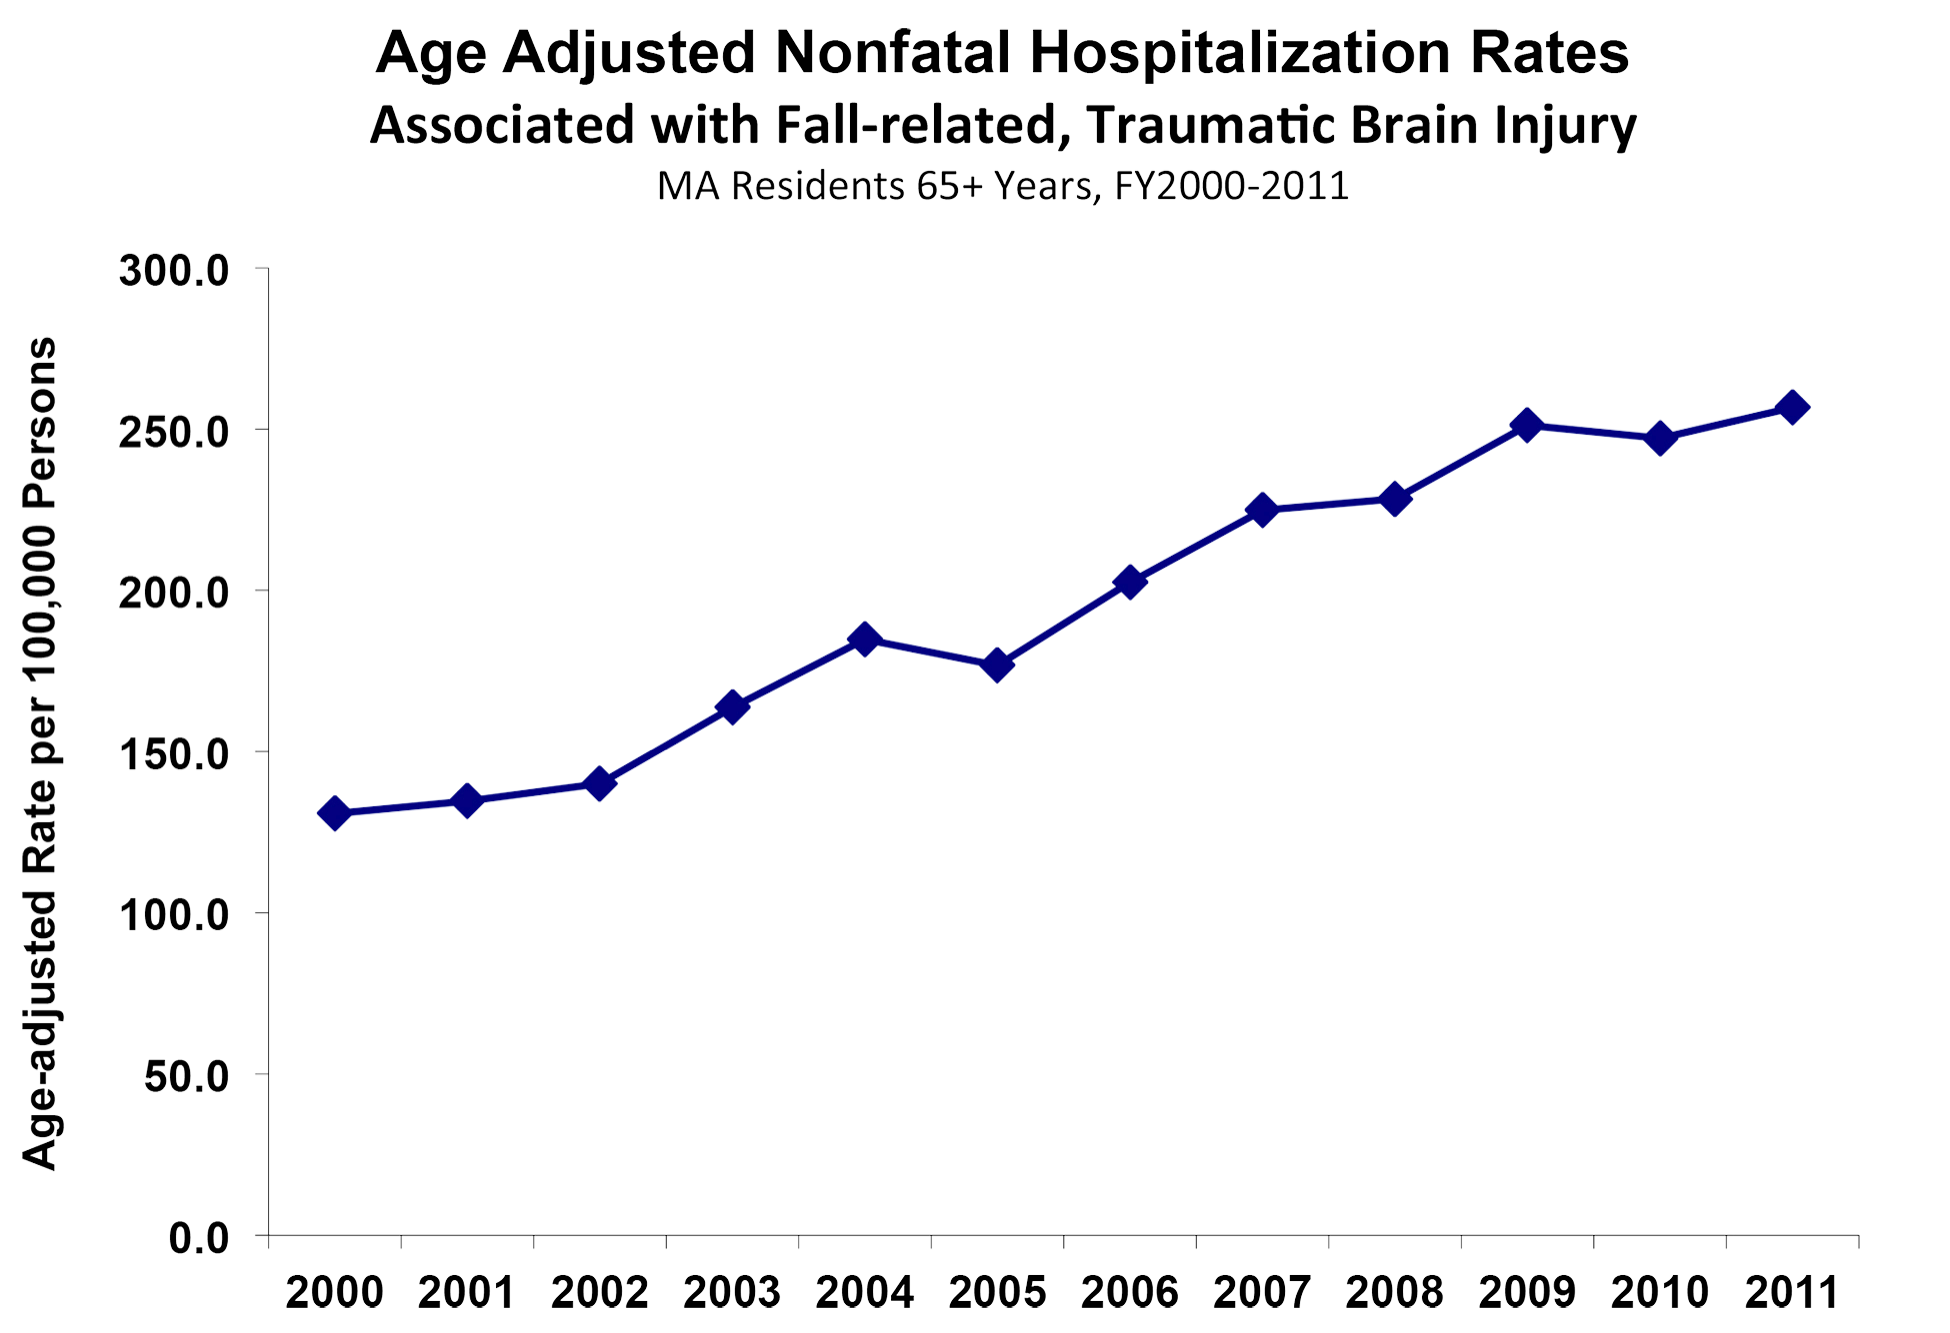 Age Adjusted Nonfatal Hospitalization Rates
Associated with Fall-related, Traumatic Brain Injury
MA Residents 65+ Years, FY2000-2011
Age-adjusted Rate per 100,000 Persons
300.0
250.0
200.0
150.0
100.0
50.0
0.0
2000 2001 2002 2003 2004 2005 2006 2007 2008 2009 2010 2011